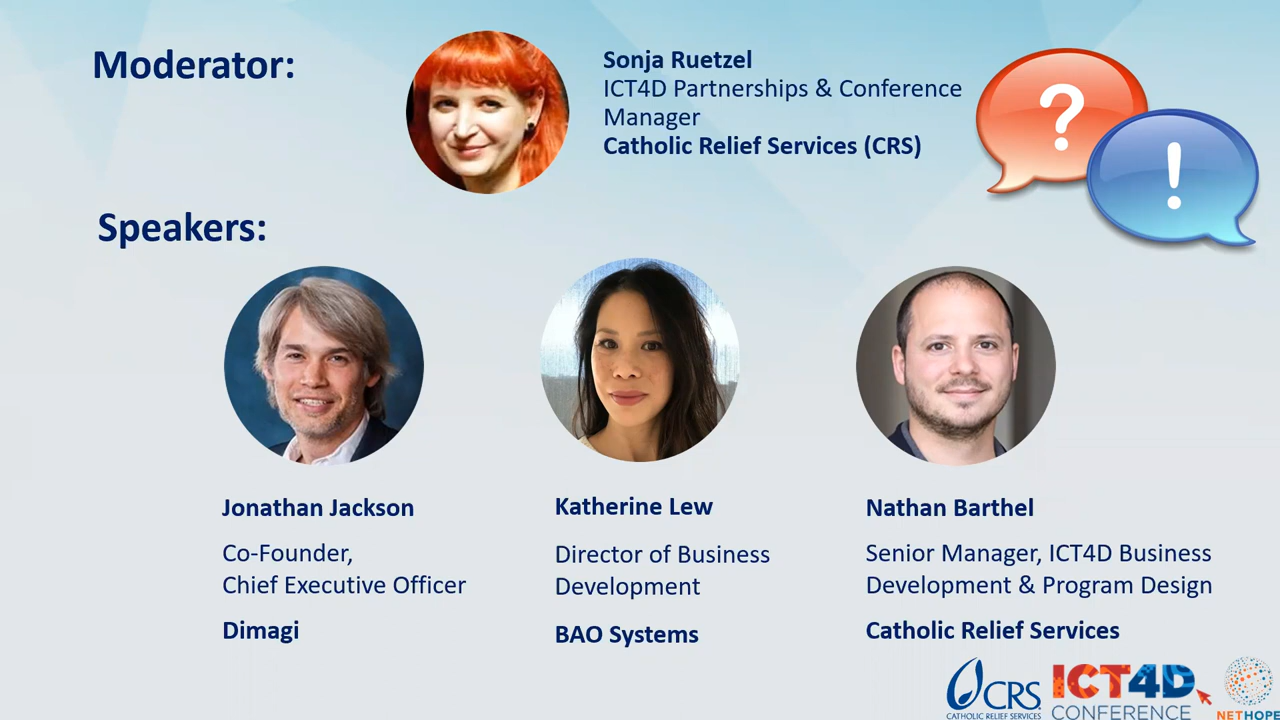 Moderator:
Sonja Ruetzel
ICT4D Partnerships & Conference
Manager
Catholic Relief Services (CRS)
?
!
Speakers:
Jonathan Jackson
Co-Founder,
Chief Executive Officer
Dimagi
Katherine Lew
Director of Business
Development
BAO Systems
Nathan Barthel
Senior Manager, ICT4D Business
Development & Program Design
Catholic Relief Services
CRS
CATHOLIC RELIEF SERVICES
ICT4D
CONFERENCE
NETHOPE